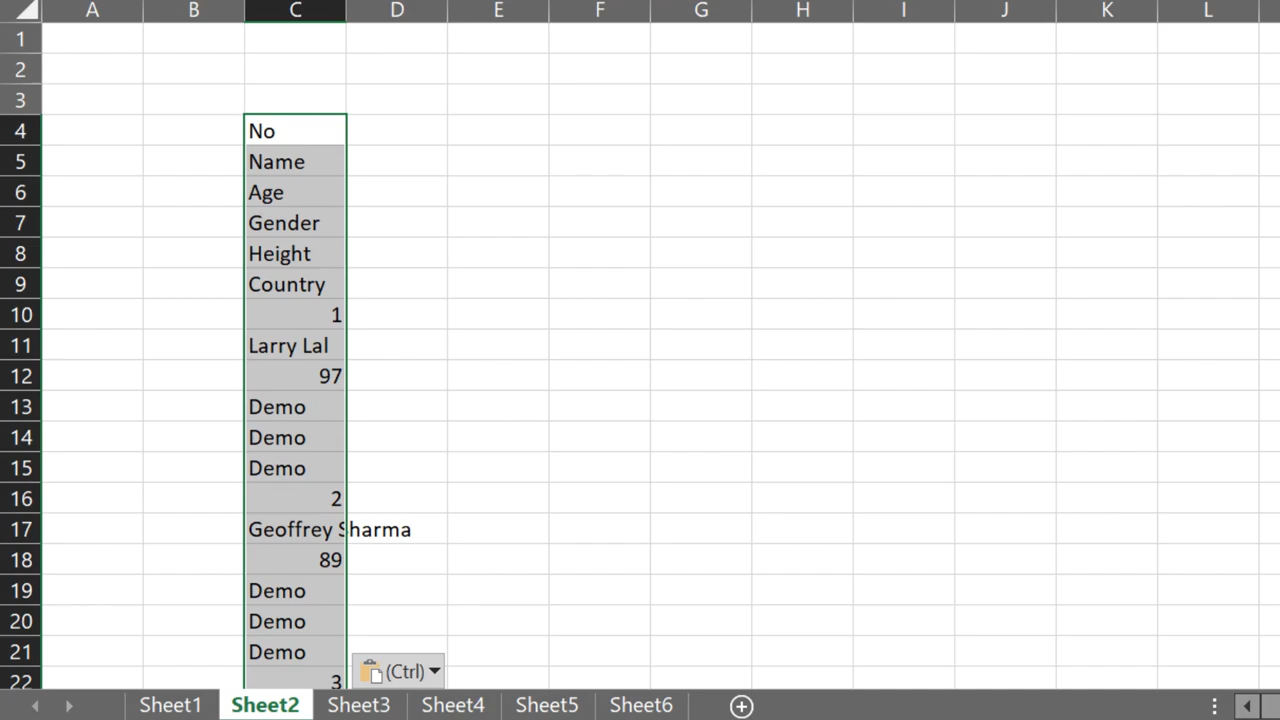 A B C D E F G H I J K L
1
2
3
4 No
5 Name
6 Age
7 Gender
8 Height
9 Country
10 1
11 Larry Lal
12 97
13 Demo
14 Demo
15 Demo
16 2
17 Geoffrey Sharma
18 89
19 Demo
20 Demo
21 Demo
(Ctrl)
22 3
Sheet1 Sheet2 Sheet3 Sheet4 Sheet5 Sheet6